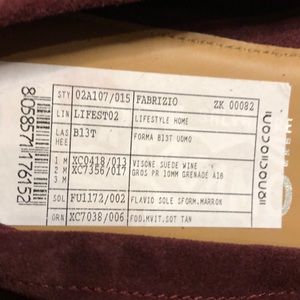 STY 02A107/015 FABRIZIO ZK 00082
LIN LIFEST02 LIFESTYLE HOME
LAS B13T FORMA B13T UOMO
HEE
1 M XC0418/013 VISONE SUEDE WINE
2 M XC7356/017 GROS PR 10MM GRENADE A18
3 M
SOL FU1172/002 FLAVIO SOLE SFORM.MARRON
ORN XC7038/006 FOD.MVIT.SOT TAN
8058571176152